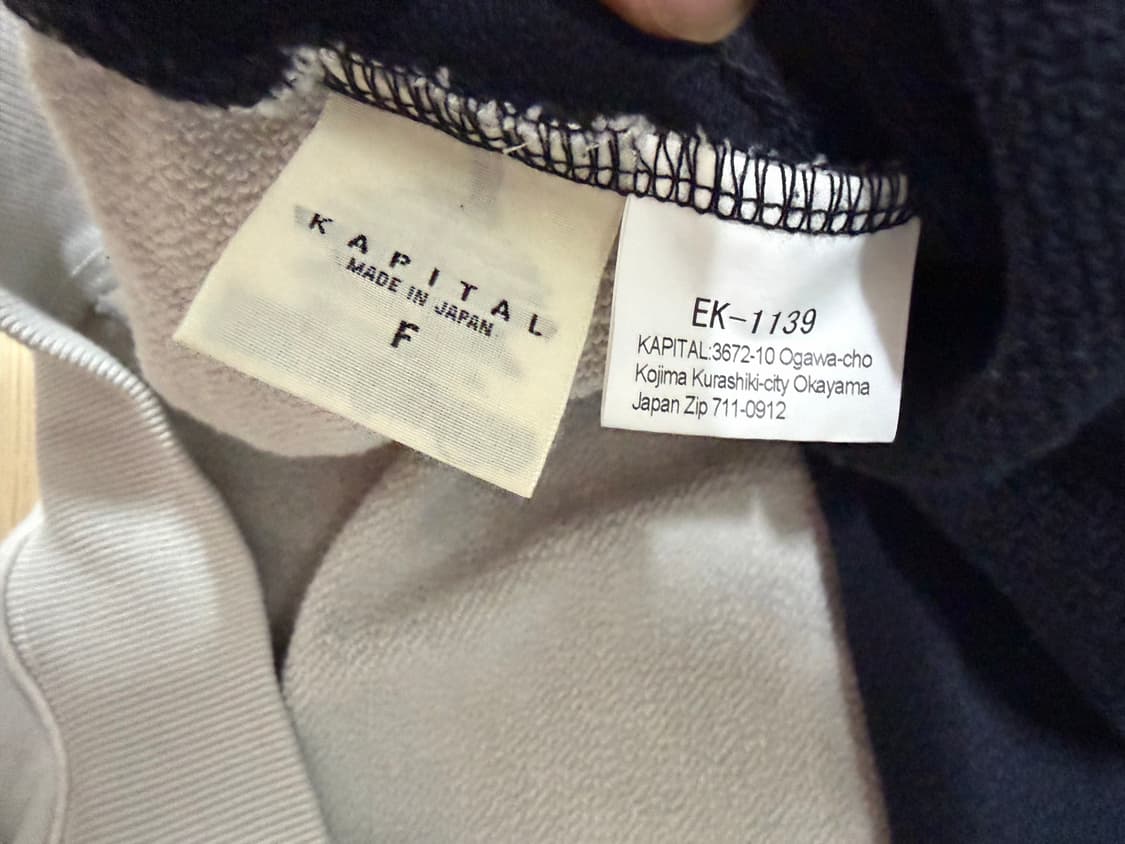 KAPITAL
MADE IN JAPAN
F
EK-1139
KAPITAL:3672-10 Ogawa-cho
Kojima Kurashiki-city Okayama
Japan Zip 711-0912